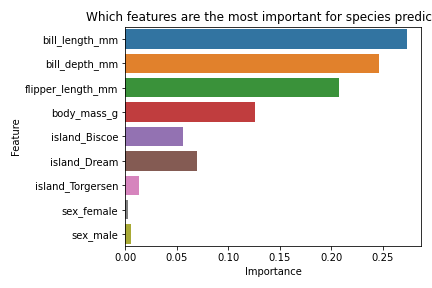 Which features are the most important for species predic
bill_length_mm
bill_depth_mm
flipper_length_mm
body_mass_g
island_Biscoe
island_Dream
island_Torgersen
sex_female
sex_male
Feature
0.00 0.05 0.10 0.15 0.20 0.25
Importance